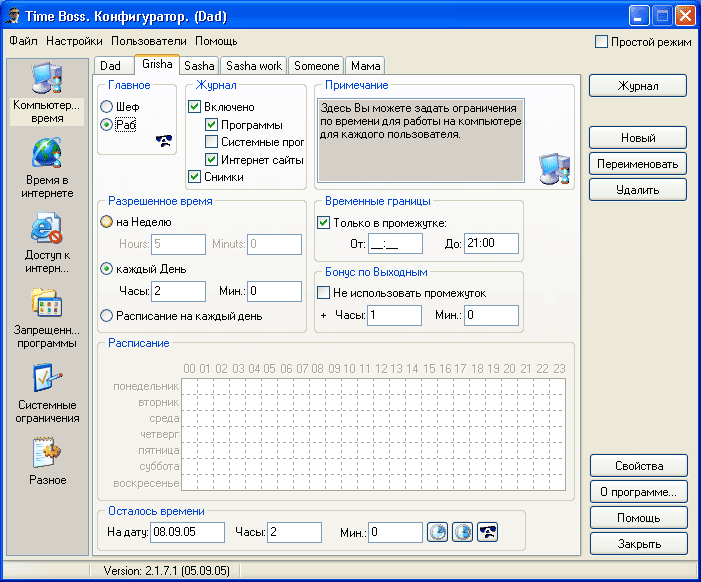 Time Boss. Конфигуратор. (Dad)
Файл Настройки Пользователи Помощь
Простой режим
Компьютер... время
Время в интернете
Доступ к интерн...
Запрещенн... программы
Системные ограничения
Разное
Dad Grisha Sasha Sasha work Someone Мама
Главное
Шеф
Раб
Журнал
Включено
Программы
Системные прог
Интернет сайты
Снимки
Примечание
Здесь Вы можете задать ограничения
по времени для работы на компьютере
для каждого пользователя.
Разрешенное время
на Неделю
Hours: 5 Minuts: 0
каждый День
Часы: 2 Мин.: 0
Расписание на каждый день
Временные границы
Только в промежутке:
От: __:__ До: 21:00
Бонус по Выходным
Не использовать промежуток
+ Часы: 1 Мин.: 0
Расписание
00 01 02 03 04 05 06 07 08 09 10 11 12 13 14 15 16 17 18 19 20 21 22 23
понедельник
вторник
среда
четверг
пятница
суббота
воскресенье
Осталось времени
На дату: 08.09.05 Часы: 2 Мин.: 0
Журнал
Новый
Переименовать
Удалить
Свойства
О программе...
Помощь
Закрыть
Version: 2.1.7.1 (05.09.05)